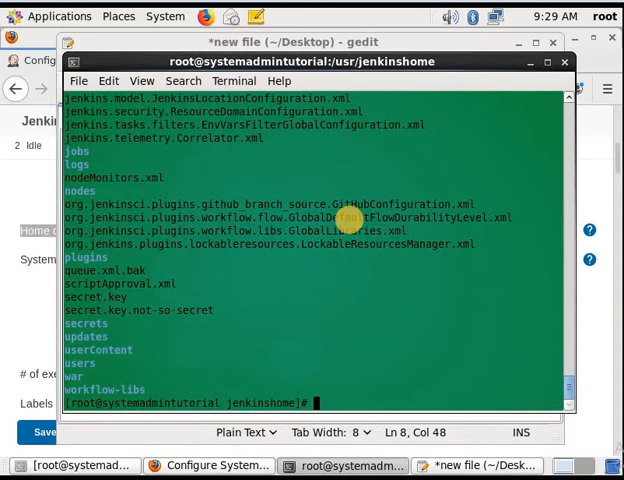 Applications Places System 9:29 AM root
*new file (~/Desktop) - gedit
root@systemadmintutorial:/usr/jenkinshome
Config
File Edit View Search Terminal Help
jenkins.model.JenkinsLocationConfiguration.xml
jenkins.security.ResourceDomainConfiguration.xml
Jenki
jenkins.tasks.filters.EnvVarsFilterGlobalConfiguration.xml
jenkins.telemetry.Correlator.xml
2 Idle
jobs
logs
nodeMonitors.xml
nodes
org.jenkinsci.plugins.github_branch_source.GitHubConfiguration.xml
org.jenkinsci.plugins.workflow.flow.GlobalDefaultFlowDurabilityLevel.xml
Home d
org.jenkinsci.plugins.workflow.libs.GlobalLibraries.xml
org.jenkins.plugins.lockableresources.LockableResourcesManager.xml
System
plugins
queue.xml.bak
scriptApproval.xml
secret.key
secret.key.not-so-secret
secrets
updates
userContent
users
# of exe
war
workflow-libs
Labels
[root@systemadmintutorial jenkinshome]#
Save
Plain Text Tab Width: 8 Ln 8, Col 48 INS
[root@systemad... Configure System... root@systemadm... *new file (~/Desk...